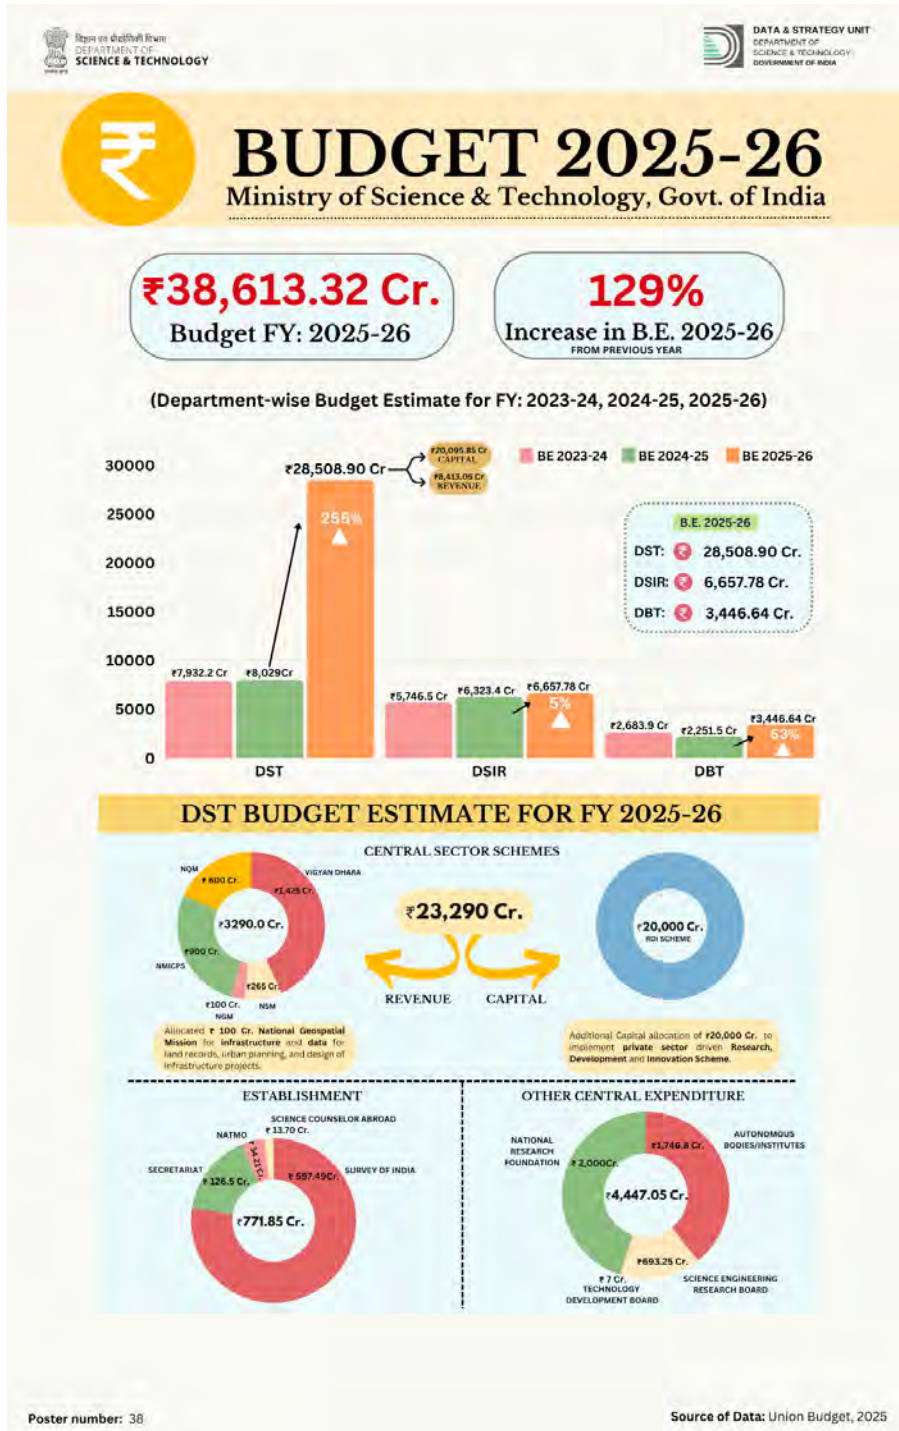 विज्ञान एवं प्रौद्योगिकी विभाग
DEPARTMENT OF
SCIENCE & TECHNOLOGY
DATA & STRATEGY UNIT
DEPARTMENT OF
SCIENCE & TECHNOLOGY
GOVERNMENT OF INDIA
₹
BUDGET 2025-26
Ministry of Science & Technology, Govt. of India
₹38,613.32 Cr.
Budget FY: 2025-26
129%
Increase in B.E. 2025-26
FROM PREVIOUS YEAR
(Department-wise Budget Estimate for FY: 2023-24, 2024-25, 2025-26)
BE 2023-24
BE 2024-25
BE 2025-26
30000
25000
20000
15000
10000
5000
0
₹28,508.90 Cr
₹20,095.85 Cr
CAPITAL
₹8,413.05 Cr
REVENUE
256%
₹7,932.2 Cr
₹8,029Cr
₹5,746.5 Cr
₹6,323.4 Cr
₹6,657.78 Cr
5%
₹2,683.9 Cr
₹2,251.5 Cr
₹3,446.64 Cr
53%
DST
DSIR
DBT
B.E. 2025-26
DST: ₹ 28,508.90 Cr.
DSIR: ₹ 6,657.78 Cr.
DBT: ₹ 3,446.64 Cr.
DST BUDGET ESTIMATE FOR FY 2025-26
CENTRAL SECTOR SCHEMES
NQM
₹ 600 Cr.
VIGYAN DHARA
₹1,425 Cr.
₹3290.0 Cr.
₹900 Cr.
NMICPS
₹265 Cr.
NSM
₹100 Cr.
NGM
₹23,290 Cr.
REVENUE
CAPITAL
₹20,000 Cr.
RDI SCHEME
Allocated ₹ 100 Cr. National Geospatial
Mission for infrastructure and data for
land records, urban planning, and design of
infrastructure projects.
Additional Capital allocation of ₹20,000 Cr. to
implement private sector driven Research,
Development and Innovation Scheme.
ESTABLISHMENT
SCIENCE COUNSELOR ABROAD
₹ 13.70 Cr.
NATMO
₹ 34.21 Cr.
SECRETARIAT
₹ 126.5 Cr.
₹ 597.49Cr.
SURVEY OF INDIA
₹771.85 Cr.
OTHER CENTRAL EXPENDITURE
NATIONAL
RESEARCH
FOUNDATION
₹ 2,000Cr.
₹1,746.8 Cr.
AUTONOMOUS
BODIES/INSTITUTES
₹4,447.05 Cr.
₹693.25 Cr.
SCIENCE ENGINEERING
RESEARCH BOARD
₹ 7 Cr.
TECHNOLOGY
DEVELOPMENT BOARD
Poster number: 38
Source of Data: Union Budget, 2025